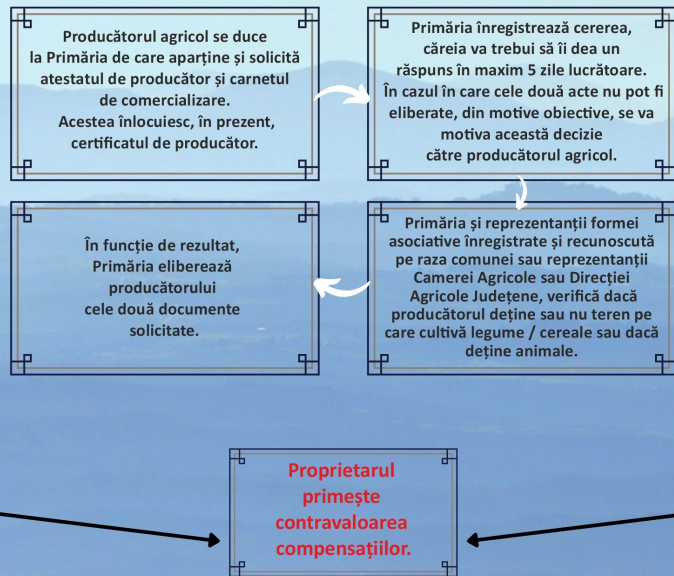 Producătorul agricol se duce
la Primăria de care aparține și solicită
atestatul de producător și carnetul
de comercializare.
Acestea înlocuiesc, în prezent,
certificatul de producător.
Primăria înregistrează cererea,
căreia va trebui să îi dea un
răspuns în maxim 5 zile lucrătoare.
În cazul în care cele două acte nu pot fi
eliberate, din motive obiective, se va
motiva această decizie
către producătorul agricol.
Primăria și reprezentanții formei
asociative înregistrate și recunoscută
pe raza comunei sau reprezentanții
Camerei Agricole sau Direcției
Agricole Județene, verifică dacă
producătorul deține sau nu teren pe
care cultivă legume / cereale sau dacă
deține animale.
În funcție de rezultat,
Primăria eliberează
producătorului
cele două documente
solicitate.
Proprietarul
primește
contravaloarea
compensațiilor.